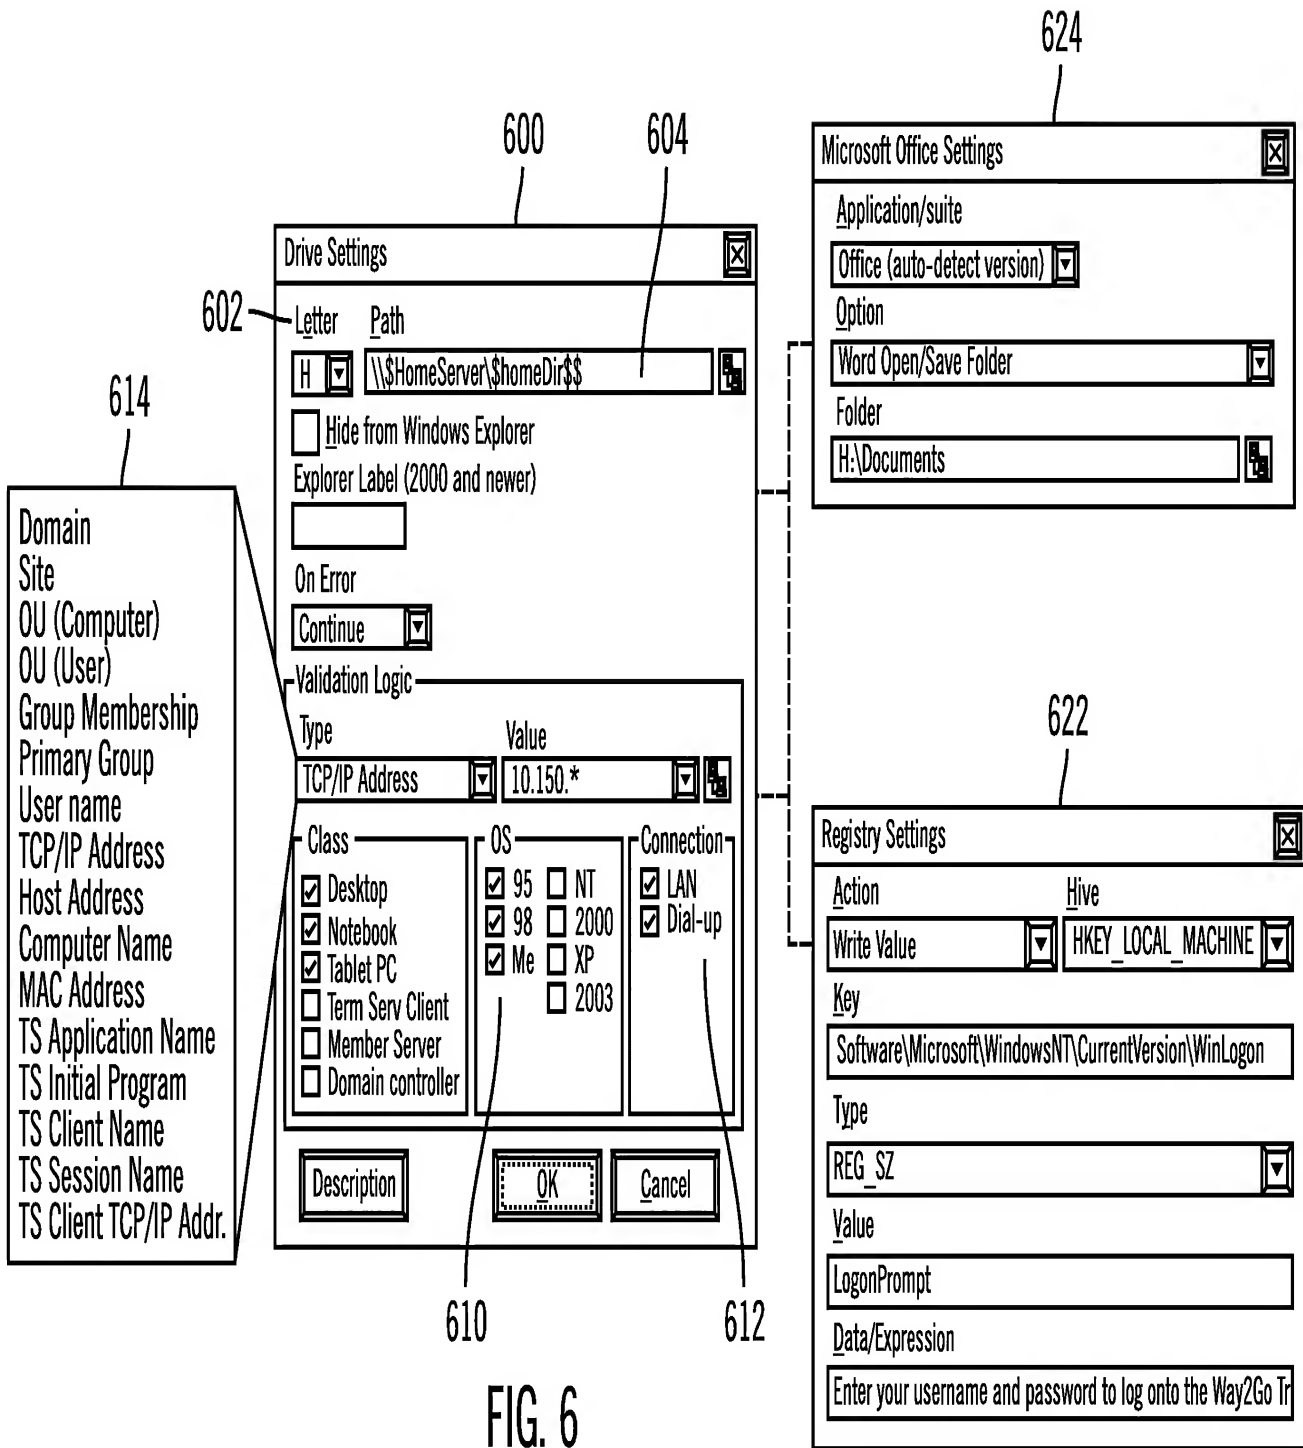 624
600
604
Microsoft Office Settings
Application/suite
Office (auto-detect version)
Option
Word Open/Save Folder
Folder
H:\Documents
Drive Settings
602
Letter Path
H \\$HomeServer\$homeDir$$
Hide from Windows Explorer
Explorer Label (2000 and newer)
On Error
Continue
614
Domain
Site
OU (Computer)
OU (User)
Group Membership
Primary Group
User name
TCP/IP Address
Host Address
Computer Name
MAC Address
TS Application Name
TS Initial Program
TS Client Name
TS Session Name
TS Client TCP/IP Addr.
Validation Logic
Type Value
TCP/IP Address 10.150.*
Class
Desktop
Notebook
Tablet PC
Term Serv Client
Member Server
Domain controller
OS
95 NT
98 2000
Me XP
2003
Connection
LAN
Dial-up
Description OK Cancel
610
612
622
Registry Settings
Action Hive
Write Value HKEY_LOCAL_MACHINE
Key
Software\Microsoft\WindowsNT\CurrentVersion\WinLogon
Type
REG_SZ
Value
LogonPrompt
Data/Expression
Enter your username and password to log onto the Way2Go Tr
FIG. 6